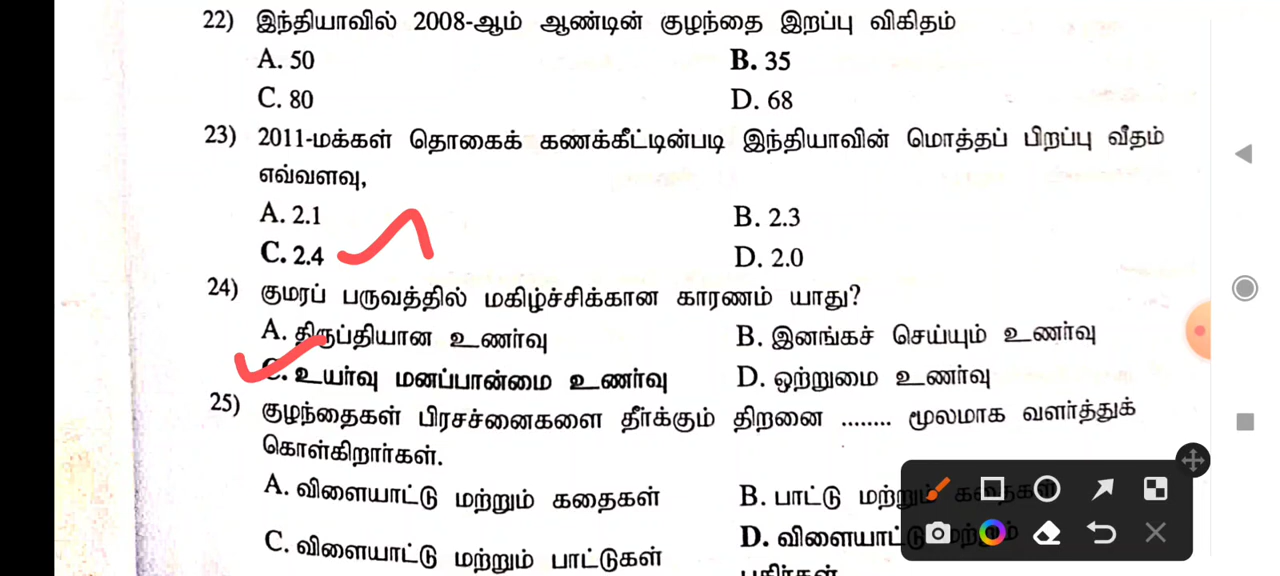 22) இந்தியாவில் 2008-ஆம் ஆண்டின் குழந்தை இறப்பு விகிதம்
A. 50 B. 35
C. 80 D. 68
23) 2011-மக்கள் தொகைக் கணக்கீட்டின்படி இந்தியாவின் மொத்தப் பிறப்பு வீதம்
எவ்வளவு,
A. 2.1 B. 2.3
C. 2.4 D. 2.0
24) குமரப் பருவத்தில் மகிழ்ச்சிக்கான காரணம் யாது?
A. திருப்தியான உணர்வு B. இனங்கச் செய்யும் உணர்வு
C. உயர்வு மனப்பான்மை உணர்வு D. ஒற்றுமை உணர்வு
25) குழந்தைகள் பிரச்சனைகளை தீர்க்கும் திறனை ........ மூலமாக வளர்த்துக்
கொள்கிறார்கள்.
A. விளையாட்டு மற்றும் கதைகள் B. பாட்டு மற்றும் கதைகள்
C. விளையாட்டு மற்றும் பாட்டுகள் D. விளையாட்டு மற்றும்